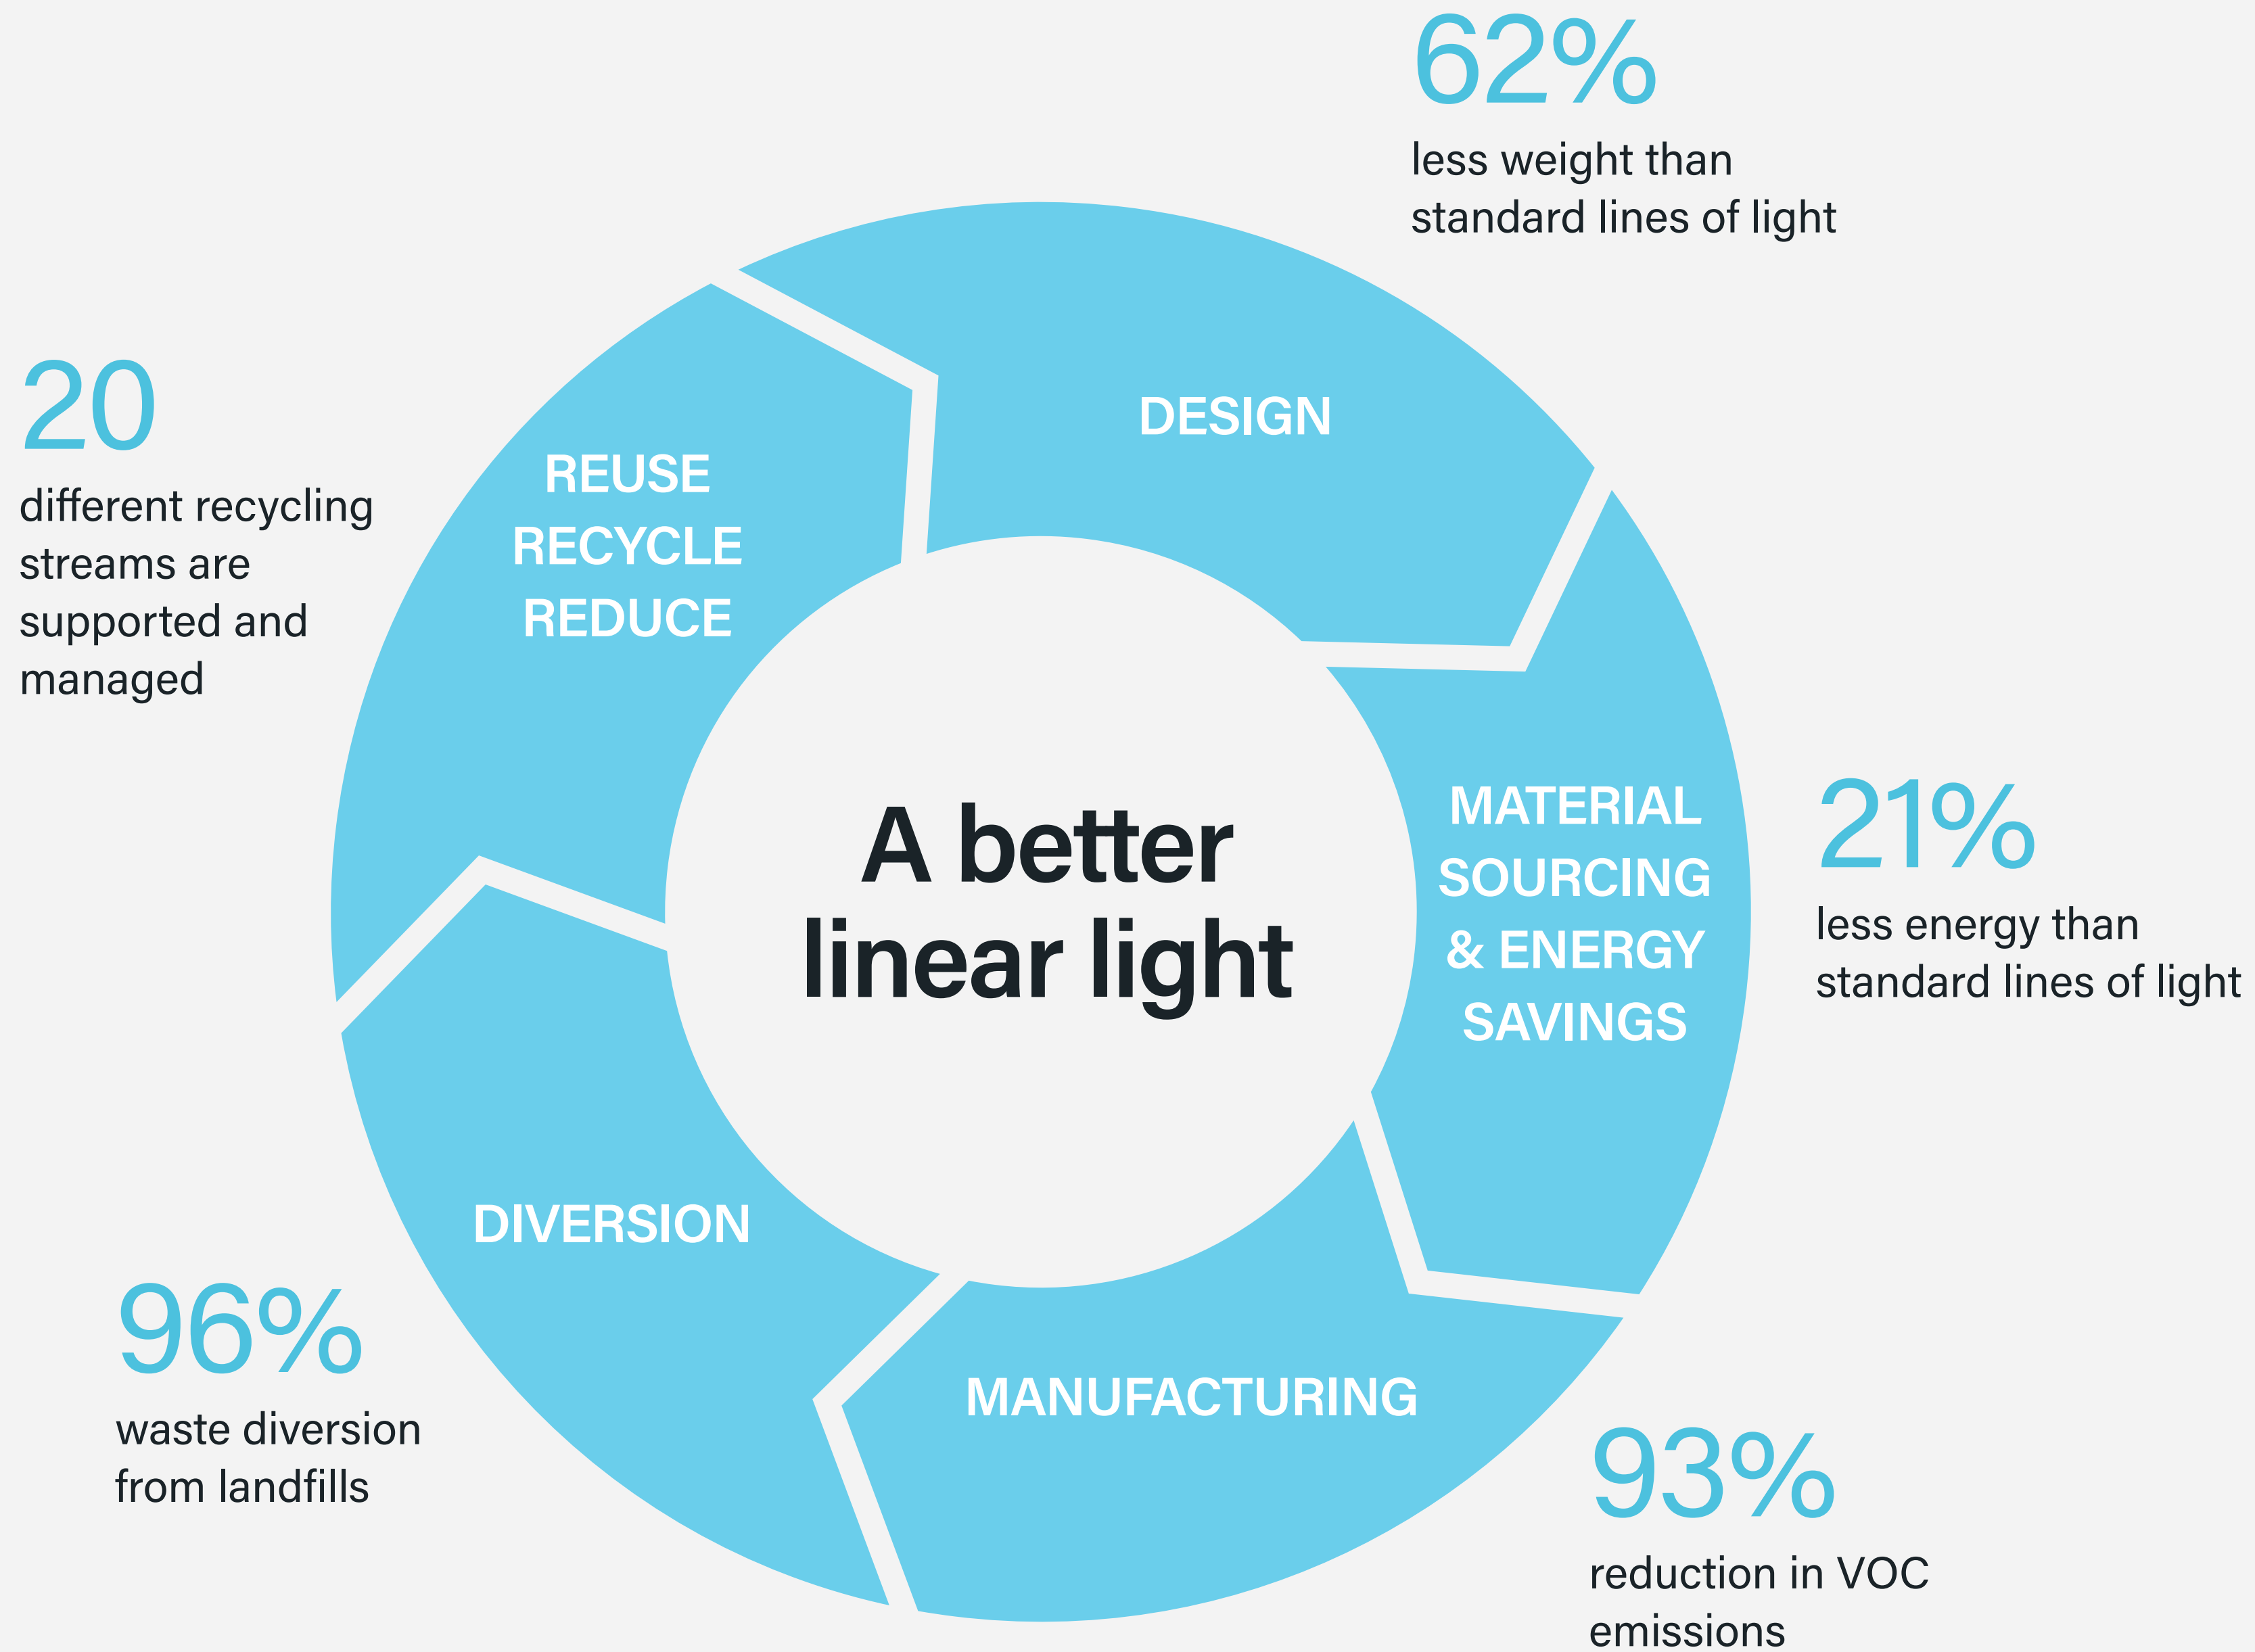 62%
less weight than
standard lines of light
DESIGN
20
different recycling
streams are
supported and
managed
REUSE
RECYCLE
REDUCE
A better
linear light
MATERIAL
SOURCING
& ENERGY
SAVINGS
21%
less energy than
standard lines of light
DIVERSION
96%
waste diversion
from landfills
MANUFACTURING
93%
reduction in VOC
emissions